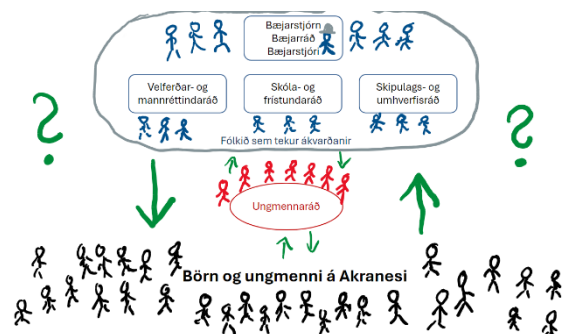 Bæjarstjórn
Bæjarráð
Bæjarstjóri
Velferðar- og
mannréttindaráð
Skóla- og
frístundaráð
Skipulags- og
umhverfisráð
Fólkið sem tekur ákvarðanir
?
?
Ungmennaráð
Börn og ungmenni á Akranesi